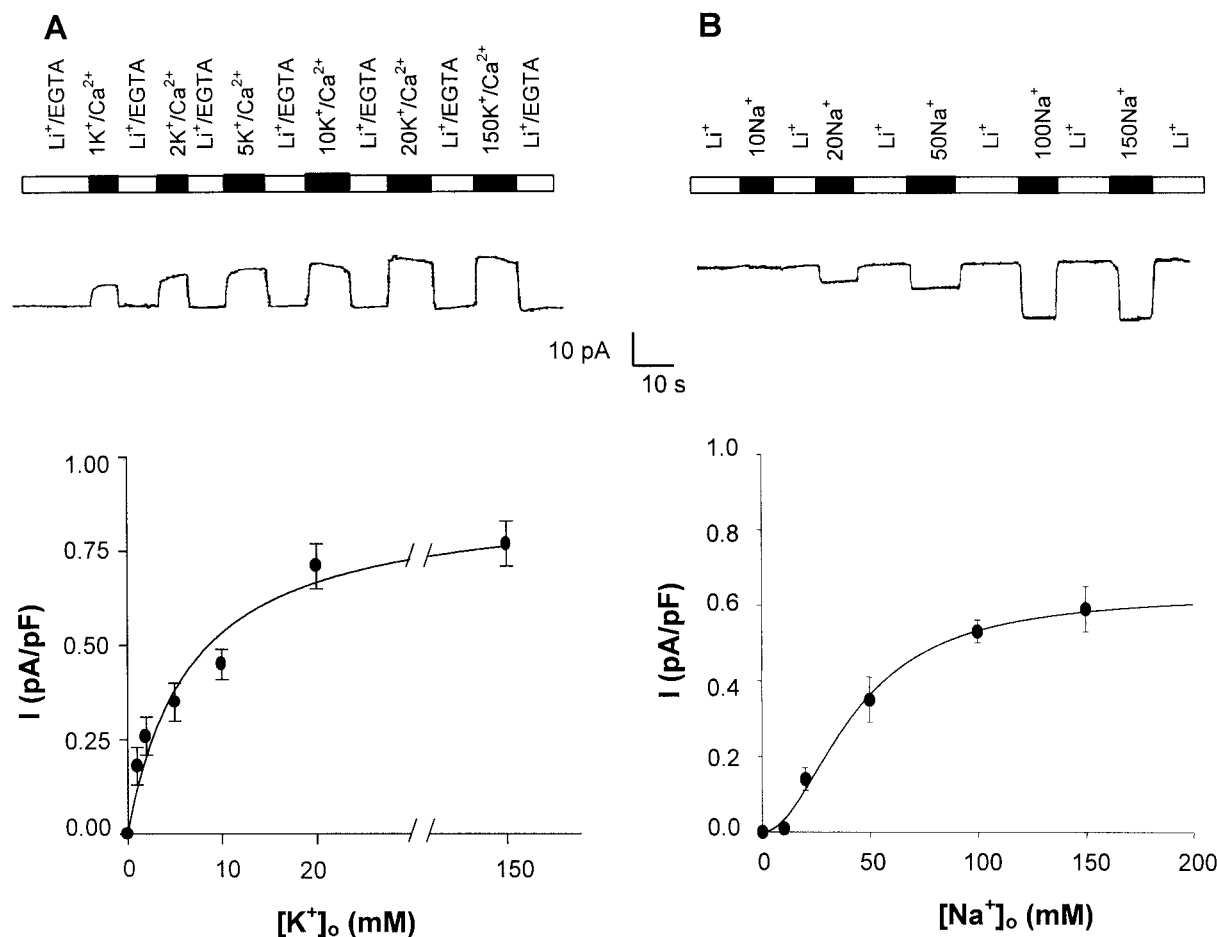 A
Li⁺/EGTA
1K⁺/Ca²⁺
Li⁺/EGTA
2K⁺/Ca²⁺
Li⁺/EGTA
5K⁺/Ca²⁺
Li⁺/EGTA
10K⁺/Ca²⁺
Li⁺/EGTA
20K⁺/Ca²⁺
Li⁺/EGTA
150K⁺/Ca²⁺
Li⁺/EGTA
B
Li⁺
10Na⁺
Li⁺
20Na⁺
Li⁺
50Na⁺
Li⁺
100Na⁺
Li⁺
150Na⁺
Li⁺
10 pA
10 s
I (pA/pF)
1.00
0.75
0.50
0.25
0.00
0 10 20 150
[K⁺]ₒ (mM)
I (pA/pF)
1.0
0.8
0.6
0.4
0.2
0.0
0 50 100 150 200
[Na⁺]ₒ (mM)